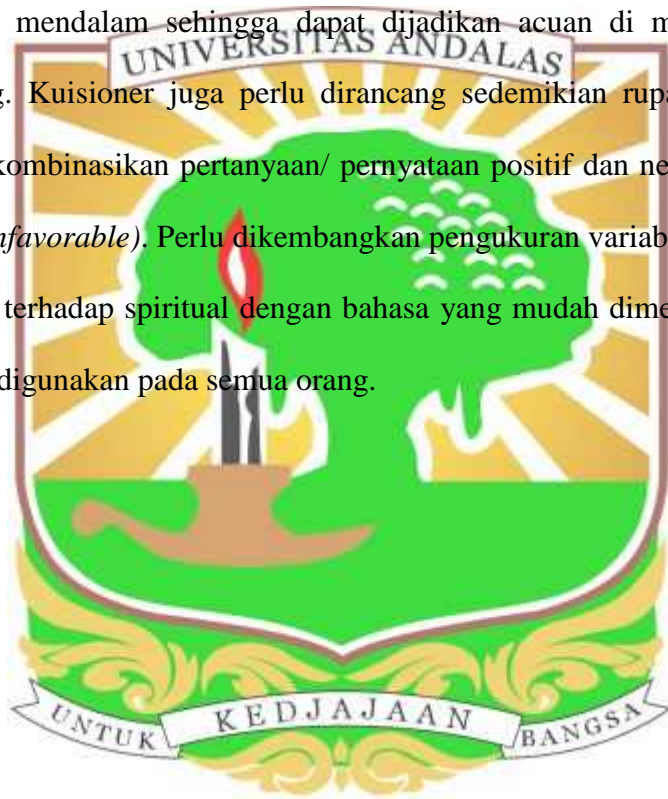 mendalam sehingga dapat dijadikan acuan di m
UNIVERSITAS ANDALAS
g. Kuisioner juga perlu dirancang sedemikian rupa
kombinasikan pertanyaan/ pernyataan positif dan ne
nfavorable). Perlu dikembangkan pengukuran variab
terhadap spiritual dengan bahasa yang mudah dime
digunakan pada semua orang.
UNTUK KEDJAJAAN BANGSA